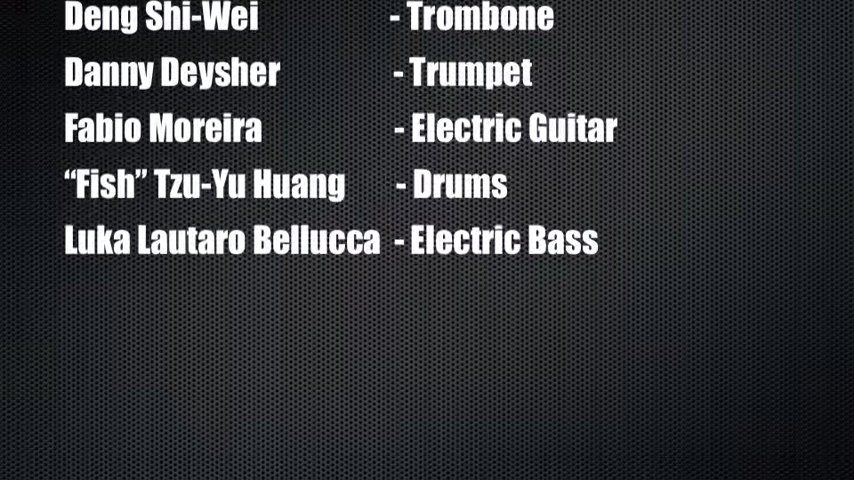 Deng Shi-Wei - Trombone
Danny Deysher - Trumpet
Fabio Moreira - Electric Guitar
“Fish” Tzu-Yu Huang - Drums
Luka Lautaro Bellucca - Electric Bass